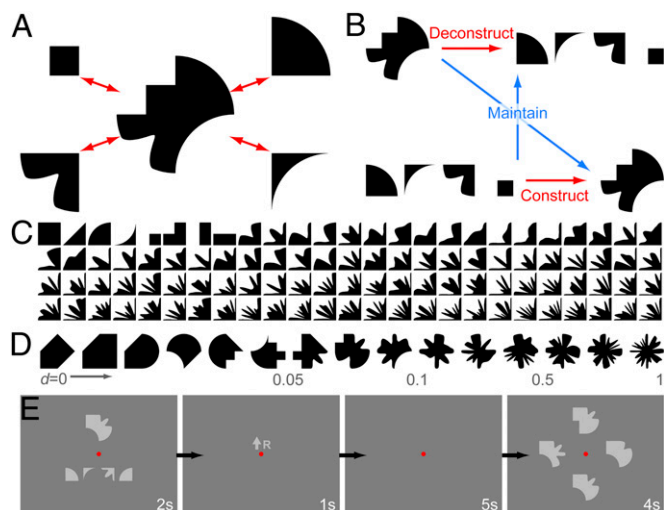 A
B
Deconstruct
Maintain
Construct
C
D
d=0
0.05
0.1
0.5
1
E
R
2s
1s
5s
4s